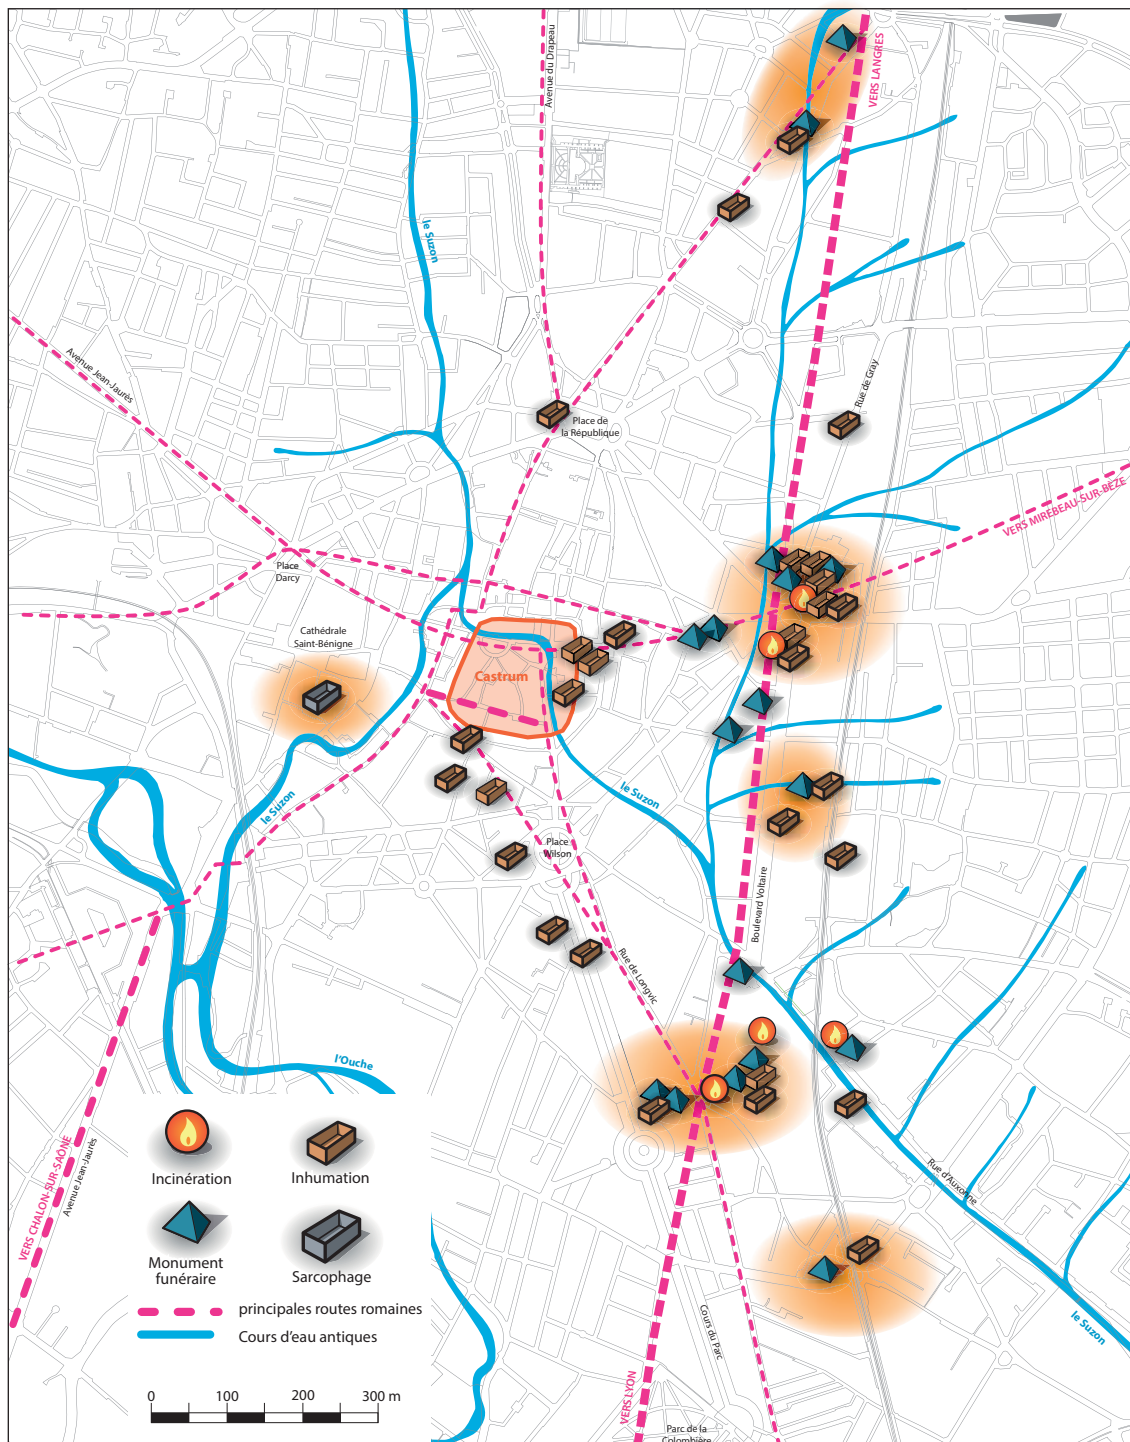 Avenue du Drapeau
VERS LANGRES
le Suzon
Avenue Jean-Jaurès
Rue de Gray
Place de
la République
VERS MIREBEAU-SUR-BÈZE
Place
Darcy
Cathédrale
Saint-Bénigne
Castrum
le Suzon
le Suzon
Place
Wilson
Boulevard Voltaire
Rue de Longvic
l'Ouche
VERS CHALON-SUR-SAÔNE
Avenue Jean-Jaurès
Rue d'Auxonne
le Suzon
Cours du Parc
VERS LYON
Parc de la
Colombière
Incinération
Inhumation
Monument
funéraire
Sarcophage
principales routes romaines
Cours d'eau antiques
0 100 200 300 m